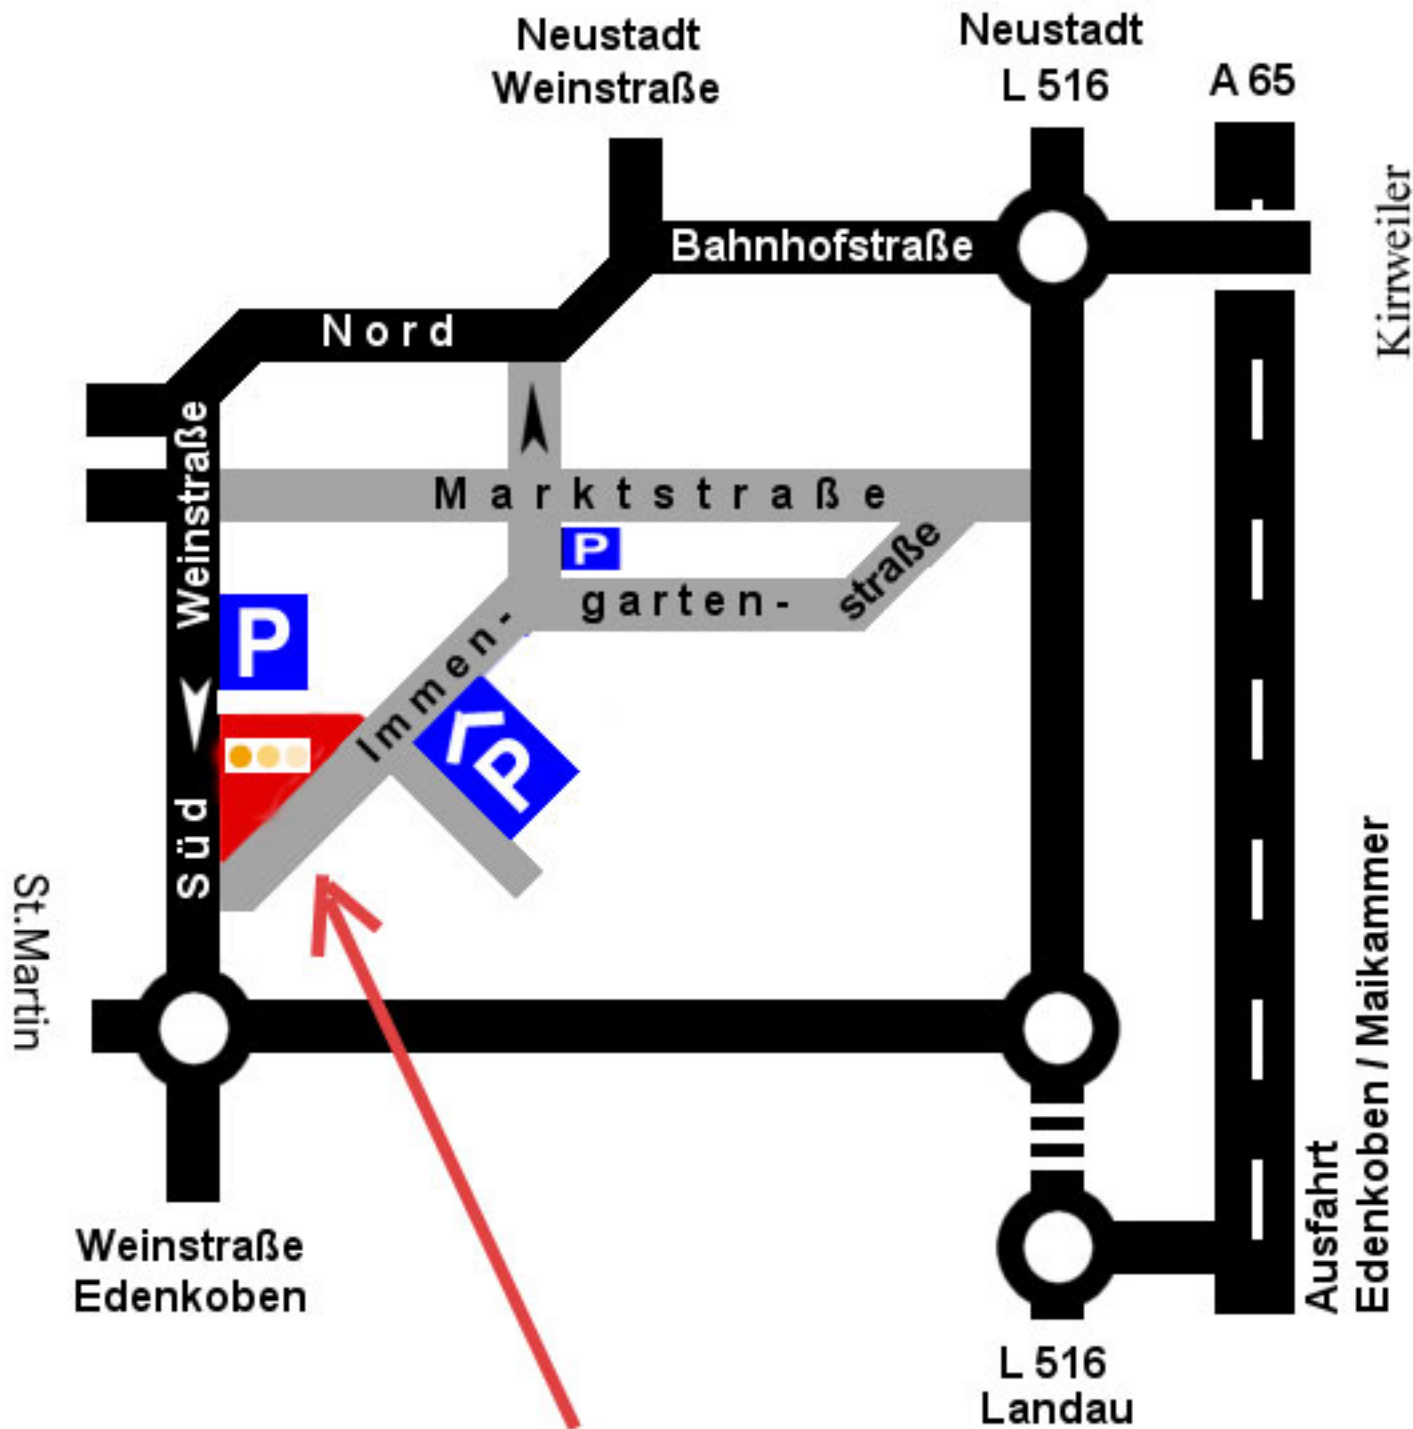 Neustadt
Weinstraße
Neustadt
L 516
A 65
Kirrweiler
Bahnhofstraße
Nord
Weinstraße
Marktstraße
P
straße
garten-
P
Immen-
P
Süd
St.Martin
Ausfahrt
Edenkoben / Maikammer
Weinstraße
Edenkoben
L 516
Landau